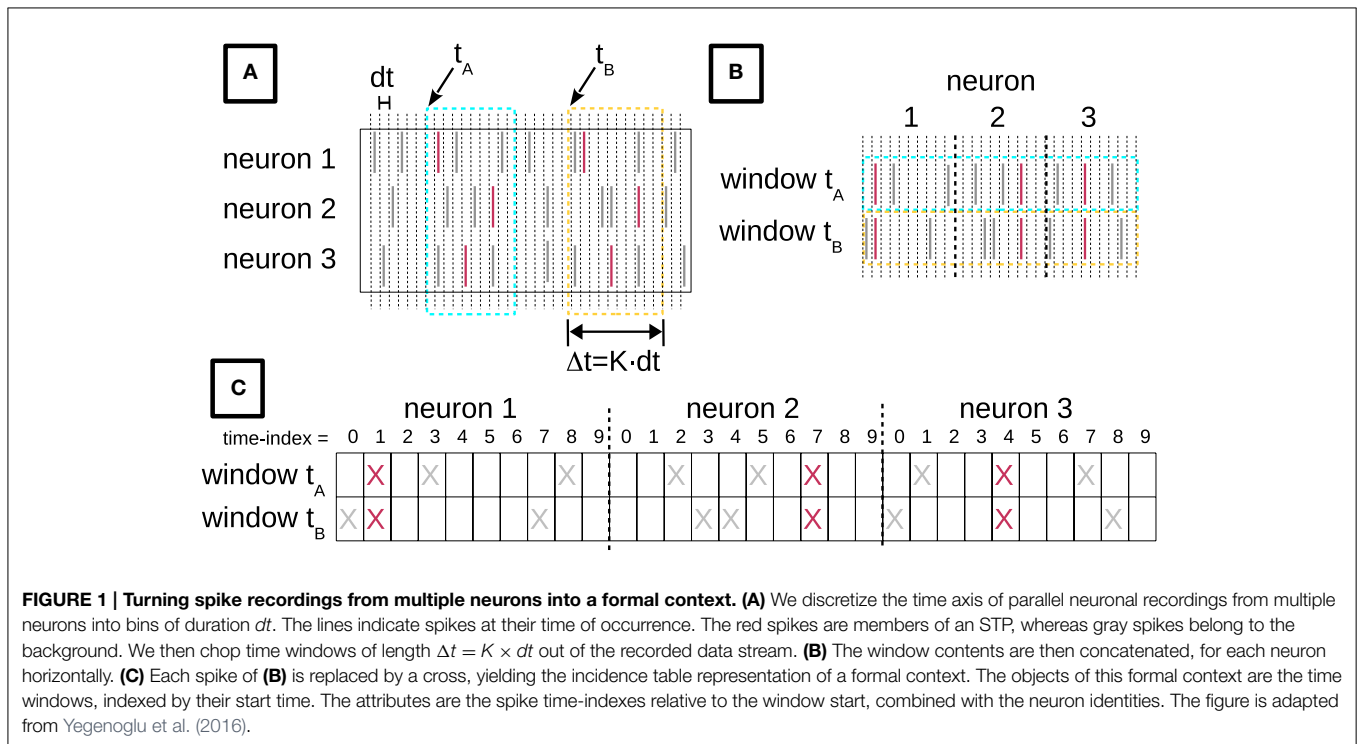 A
dt
t_A
t_B
neuron 1
neuron 2
neuron 3
Δt=K·dt
B
neuron
1 2 3
window t_A
window t_B
C
neuron 1 neuron 2 neuron 3
time-index = 0 1 2 3 4 5 6 7 8 9 0 1 2 3 4 5 6 7 8 9 0 1 2 3 4 5 6 7 8 9
window t_A X X X X X X X X X
window t_B X X X X X X X X X
FIGURE 1 | Turning spike recordings from multiple neurons into a formal context. (A) We discretize the time axis of parallel neuronal recordings from multiple
neurons into bins of duration dt. The lines indicate spikes at their time of occurrence. The red spikes are members of an STP, whereas gray spikes belong to the
background. We then chop time windows of length Δt = K × dt out of the recorded data stream. (B) The window contents are then concatenated, for each neuron
horizontally. (C) Each spike of (B) is replaced by a cross, yielding the incidence table representation of a formal context. The objects of this formal context are the time
windows, indexed by their start time. The attributes are the spike time-indexes relative to the window start, combined with the neuron identities. The figure is adapted
from Yegenoglu et al. (2016).